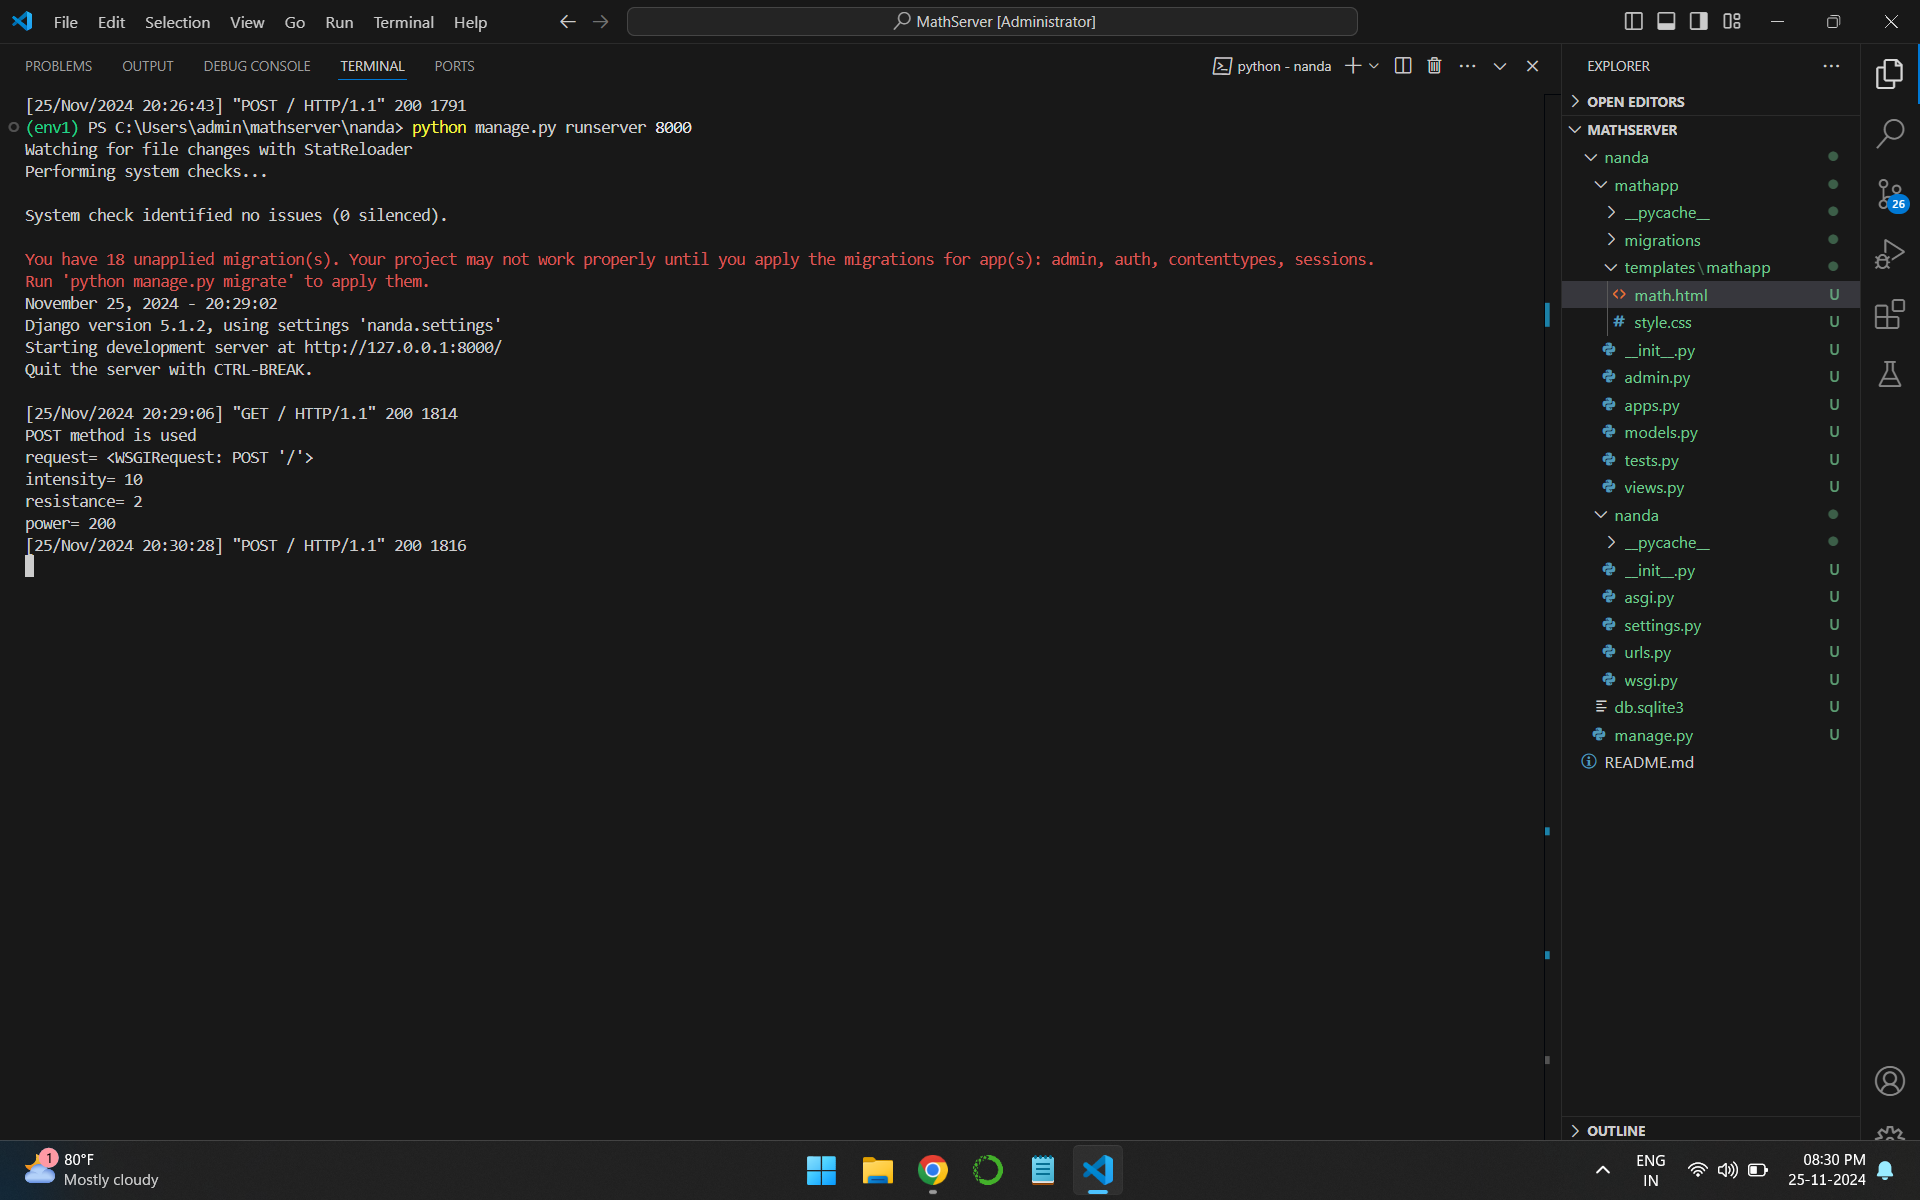 File Edit Selection View Go Run Terminal Help
MathServer [Administrator]
PROBLEMS OUTPUT DEBUG CONSOLE TERMINAL PORTS
python - nanda
[25/Nov/2024 20:26:43] "POST / HTTP/1.1" 200 1791
(env1) PS C:\Users\admin\mathserver\nanda> python manage.py runserver 8000
Watching for file changes with StatReloader
Performing system checks...
System check identified no issues (0 silenced).
You have 18 unapplied migration(s). Your project may not work properly until you apply the migrations for app(s): admin, auth, contenttypes, sessions.
Run 'python manage.py migrate' to apply them.
November 25, 2024 - 20:29:02
Django version 5.1.2, using settings 'nanda.settings'
Starting development server at http://127.0.0.1:8000/
Quit the server with CTRL-BREAK.
[25/Nov/2024 20:29:06] "GET / HTTP/1.1" 200 1814
POST method is used
request= <WSGIRequest: POST '/'>
intensity= 10
resistance= 2
power= 200
[25/Nov/2024 20:30:28] "POST / HTTP/1.1" 200 1816
EXPLORER
OPEN EDITORS
MATHSERVER
nanda
mathapp
__pycache__
migrations
templates\mathapp
math.html U
style.css U
__init__.py U
admin.py U
apps.py U
models.py U
tests.py U
views.py U
nanda
__pycache__
__init__.py U
asgi.py U
settings.py U
urls.py U
wsgi.py U
db.sqlite3 U
manage.py U
README.md
OUTLINE
26
1
80°F
Mostly cloudy
ENG
IN
08:30 PM
25-11-2024